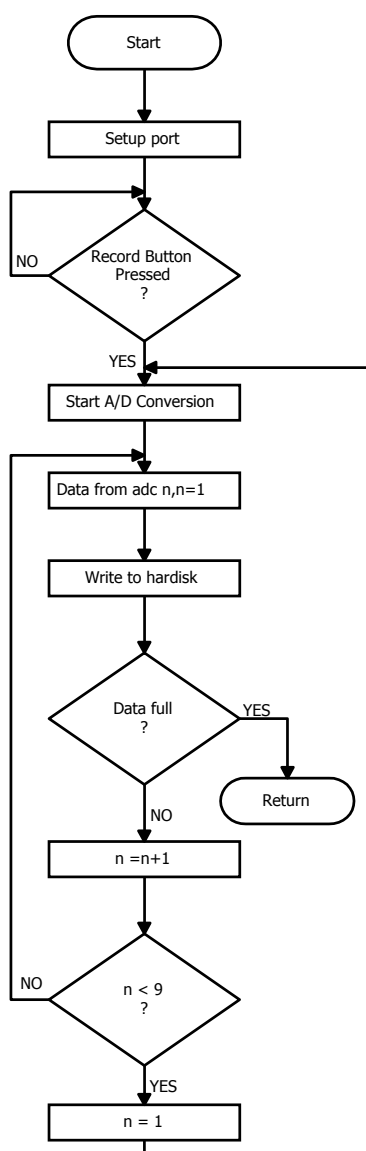 Start
Setup port
Record Button
Pressed
?
NO
YES
Start A/D Conversion
Data from adc n,n=1
Write to hardisk
Data full
?
YES
Return
NO
n =n+1
n < 9
?
NO
YES
n = 1